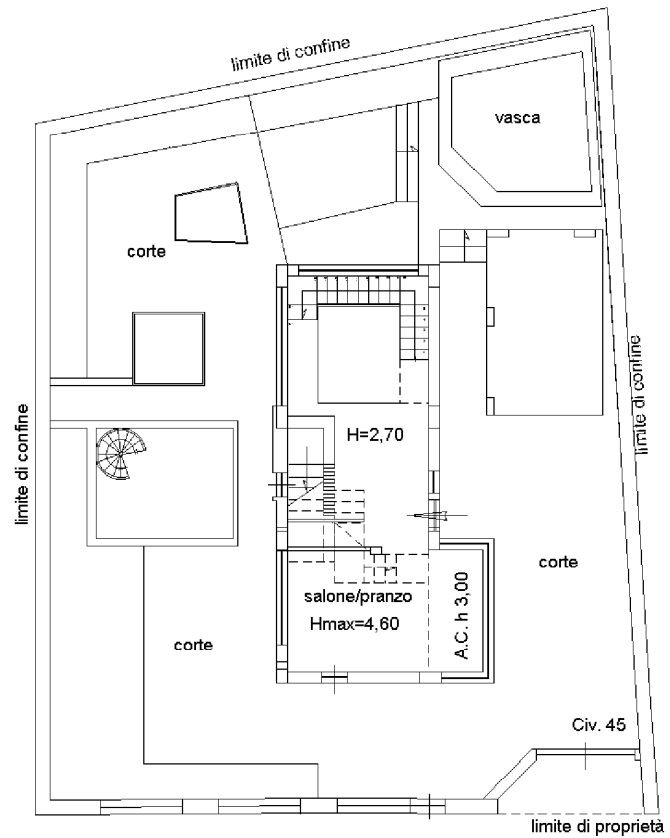 limite di confine
vasca
corte
limite di confine
H=2,70
limite di confine
salone/pranzo
Hmax=4,60
A.C. h 3,00
corte
corte
Civ. 45
limite di proprietà